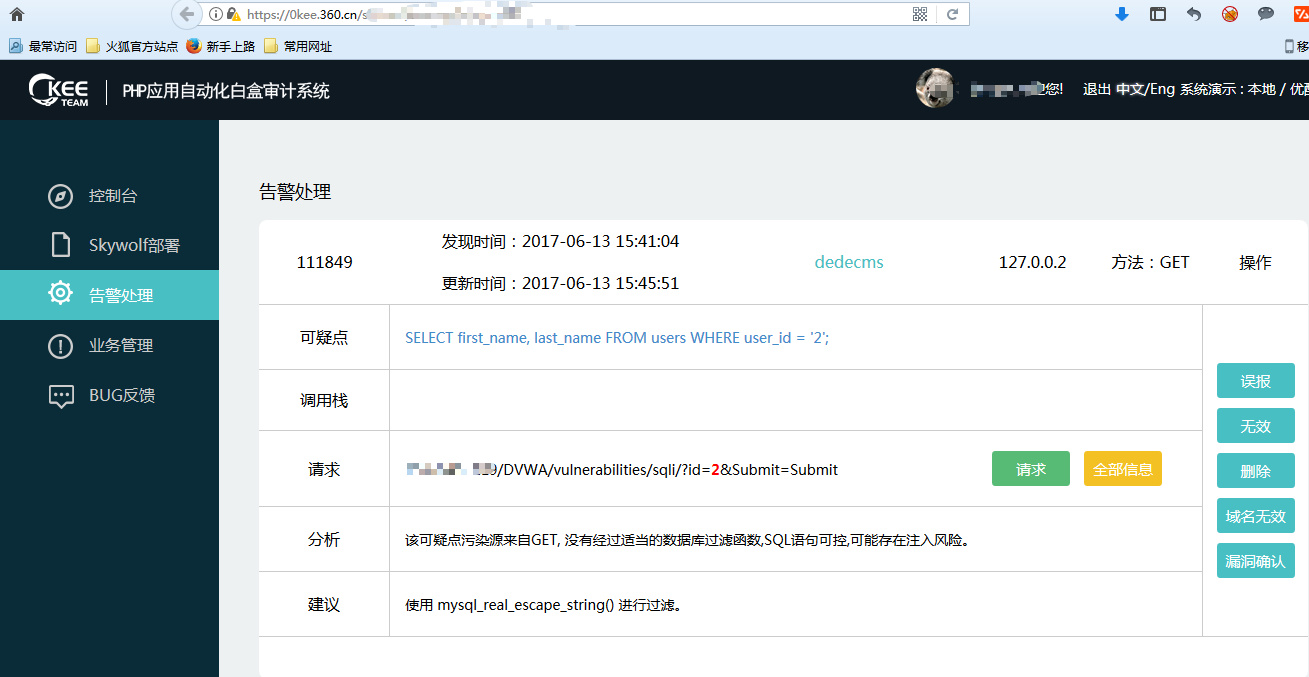 https://0kee.360.cn/s
最常访问 火狐官方站点 新手上路 常用网址 移
0KEE TEAM PHP应用自动化白盒审计系统 您! 退出 中文/Eng 系统演示 : 本地 / 优酷
控制台
Skywolf部署
告警处理
业务管理
BUG反馈
告警处理
111849 发现时间：2017-06-13 15:41:04 更新时间：2017-06-13 15:45:51 dedecms 127.0.0.2 方法：GET 操作
可疑点 SELECT first_name, last_name FROM users WHERE user_id = '2';
调用栈
请求 /DVWA/vulnerabilities/sqli/?id=2&Submit=Submit 请求 全部信息
分析 该可疑点污染源来自GET, 没有经过适当的数据库过滤函数,SQL语句可控,可能存在注入风险。
建议 使用 mysql_real_escape_string() 进行过滤。
误报
无效
删除
域名无效
漏洞确认